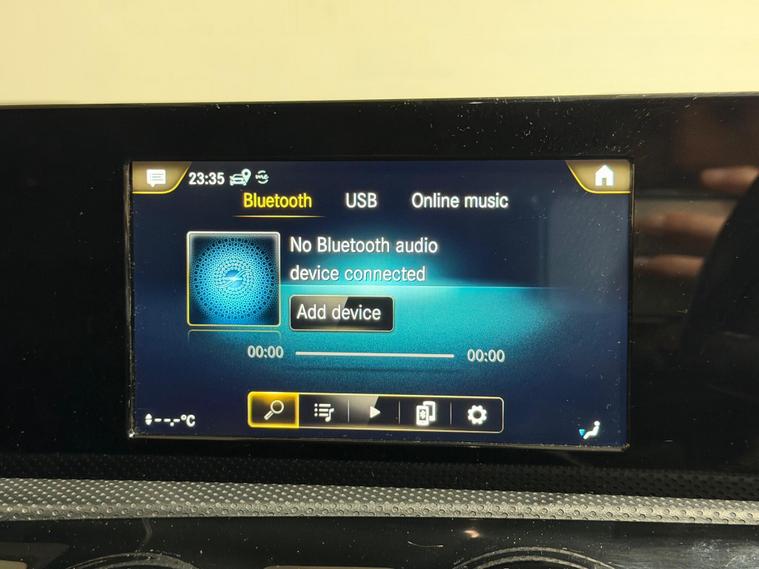 23:35
Bluetooth USB Online music
No Bluetooth audio
device connected
Add device
00:00 00:00
--.-°C